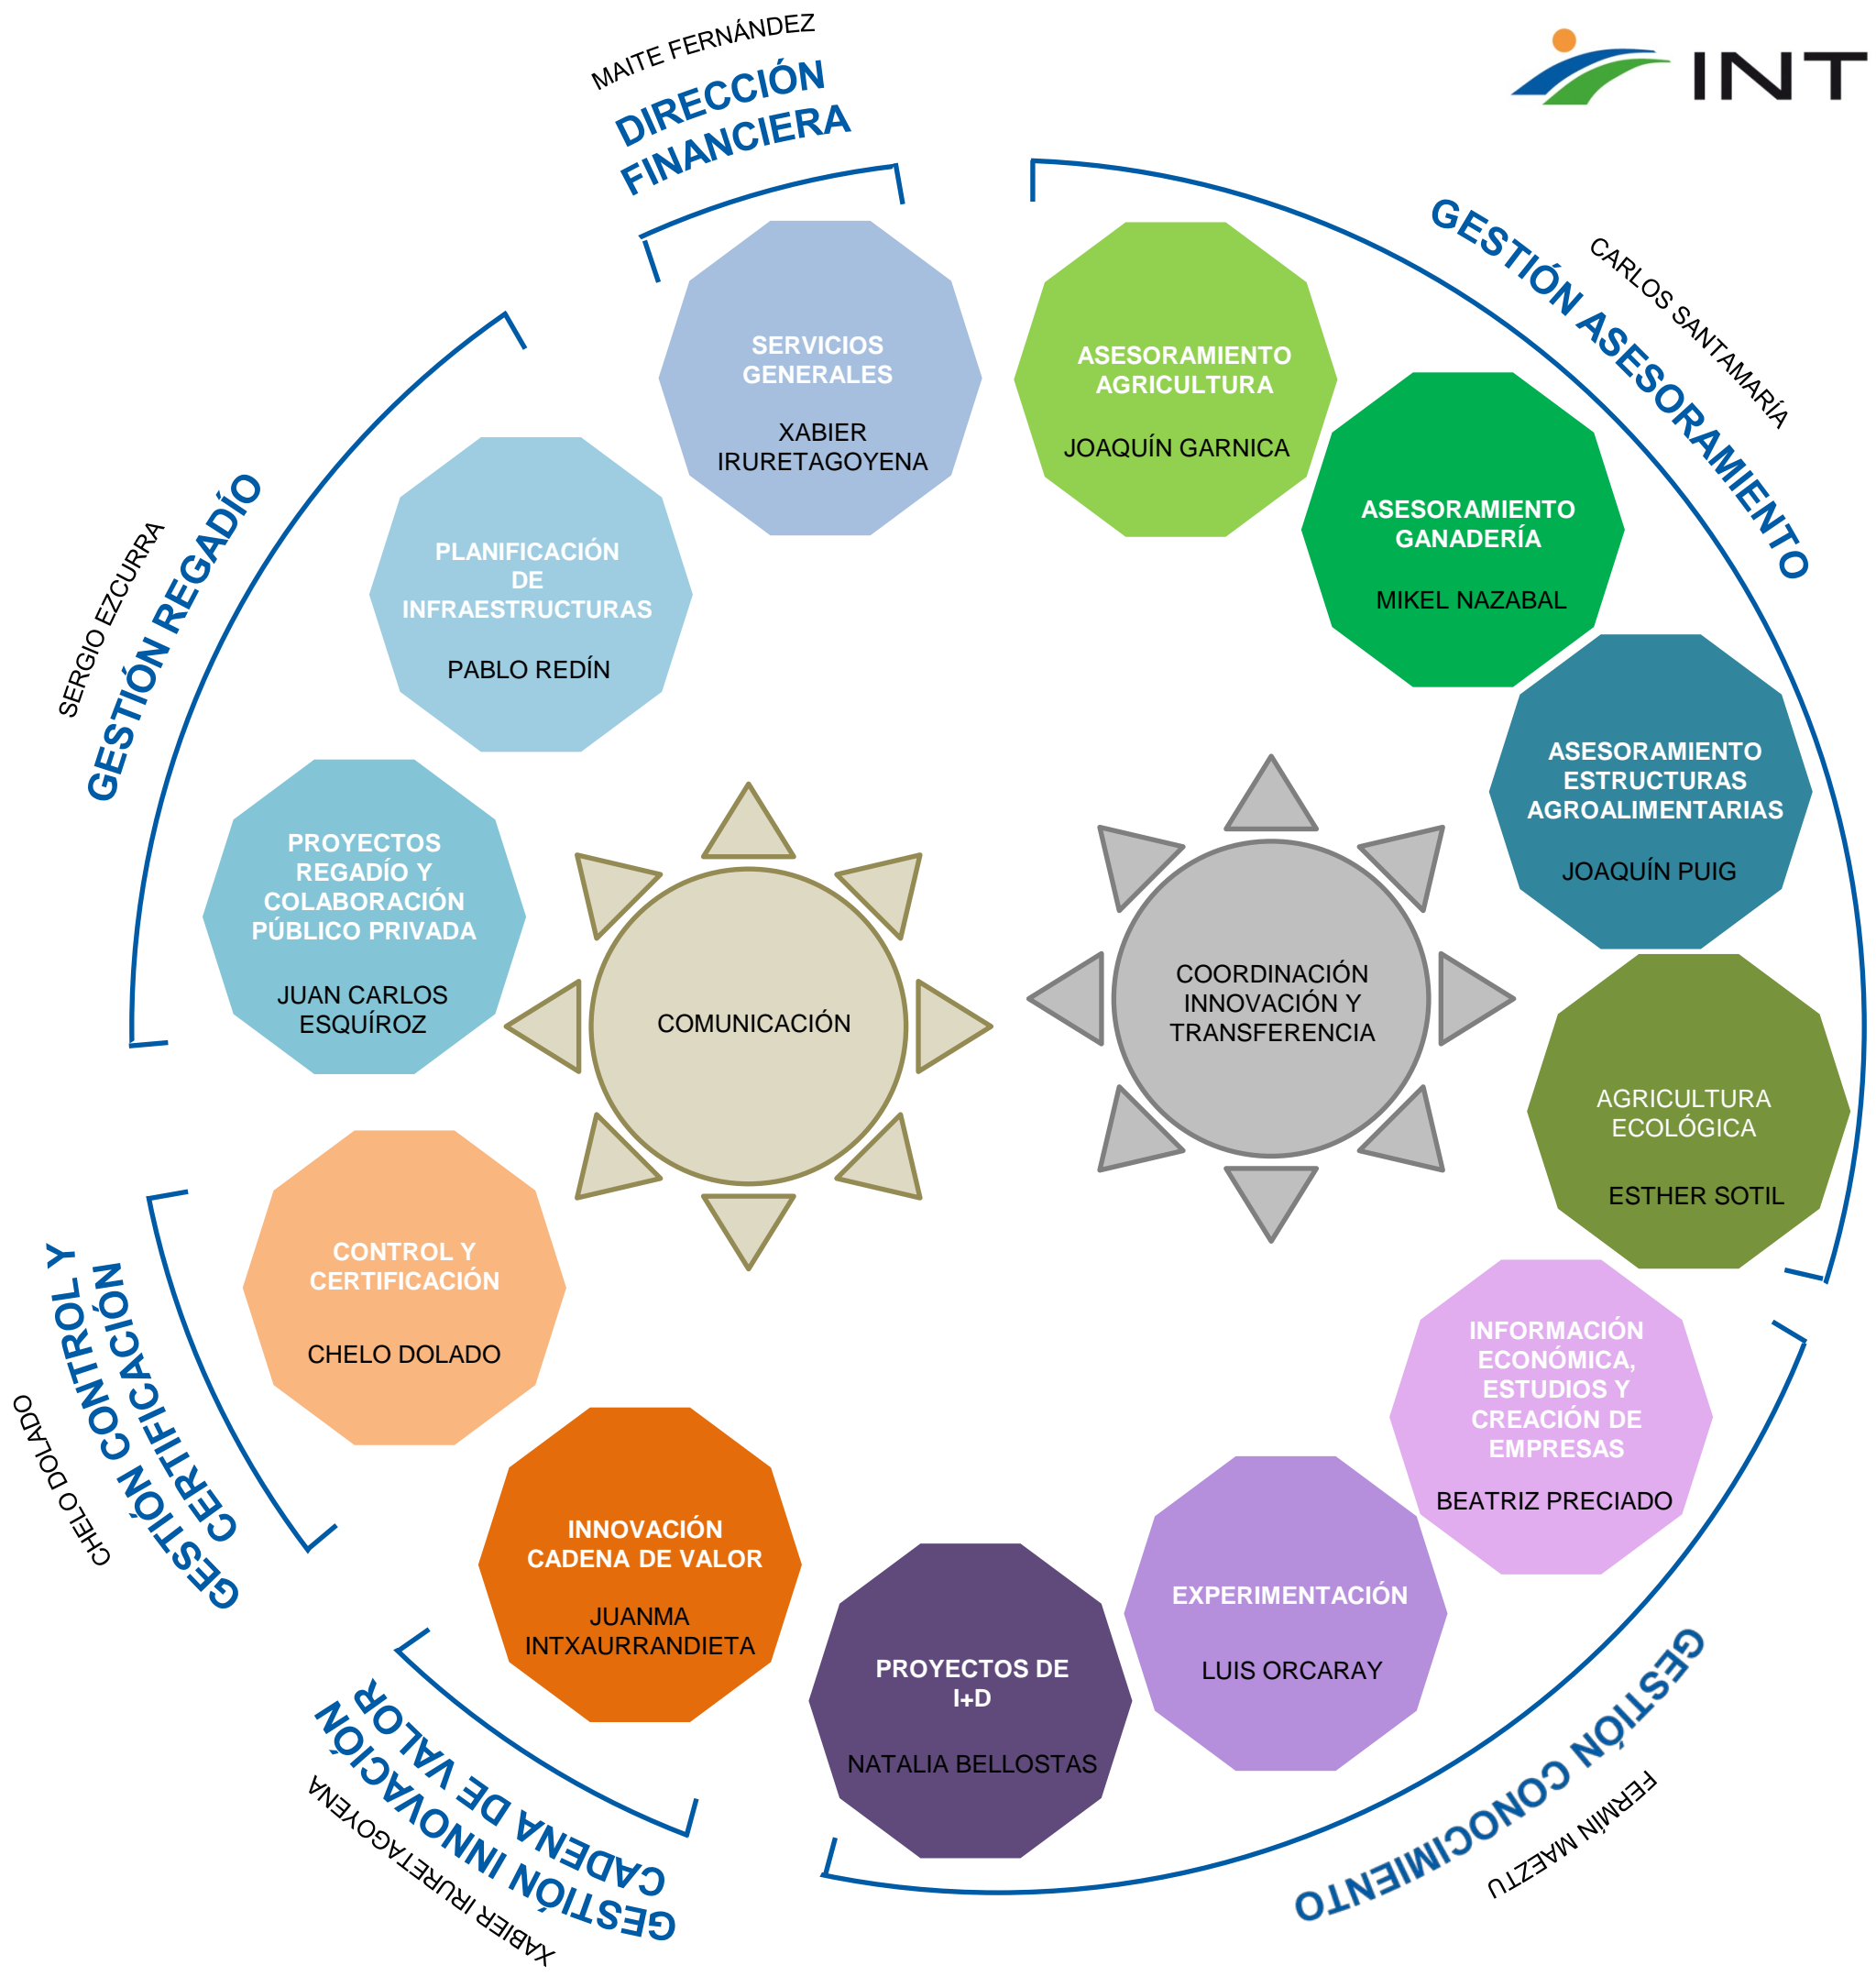 INT
MAITE FERNÁNDEZ
DIRECCIÓN
FINANCIERA
SERVICIOS
GENERALES
XABIER
IRURETAGOYENA
GESTIÓN ASESORAMIENTO
CARLOS SANTAMARÍA
ASESORAMIENTO
AGRICULTURA
JOAQUÍN GARNICA
ASESORAMIENTO
GANADERÍA
MIKEL NAZABAL
ASESORAMIENTO
ESTRUCTURAS
AGROALIMENTARIAS
JOAQUÍN PUIG
AGRICULTURA
ECOLÓGICA
ESTHER SOTIL
GESTIÓN REGADÍO
SERGIO EZCURRA
PLANIFICACIÓN
DE
INFRAESTRUCTURAS
PABLO REDÍN
PROYECTOS
REGADÍO Y
COLABORACIÓN
PÚBLICO PRIVADA
JUAN CARLOS
ESQUÍROZ
COMUNICACIÓN
COORDINACIÓN
INNOVACIÓN Y
TRANSFERENCIA
GESTIÓN CONTROL Y
CERTIFICACIÓN
CHELO DOLADO
CONTROL Y
CERTIFICACIÓN
CHELO DOLADO
INNOVACIÓN
CADENA DE VALOR
JUANMA
INTXAURRANDIETA
GESTIÓN INNOVACIÓN
CADENA DE VALOR
XABIER IRURETAGOYENA
PROYECTOS DE
I+D
NATALIA BELLOSTAS
EXPERIMENTACIÓN
LUIS ORCARAY
INFORMACIÓN
ECONÓMICA,
ESTUDIOS Y
CREACIÓN DE
EMPRESAS
BEATRIZ PRECIADO
GESTIÓN CONOCIMIENTO
FERMÍN MAEZTU